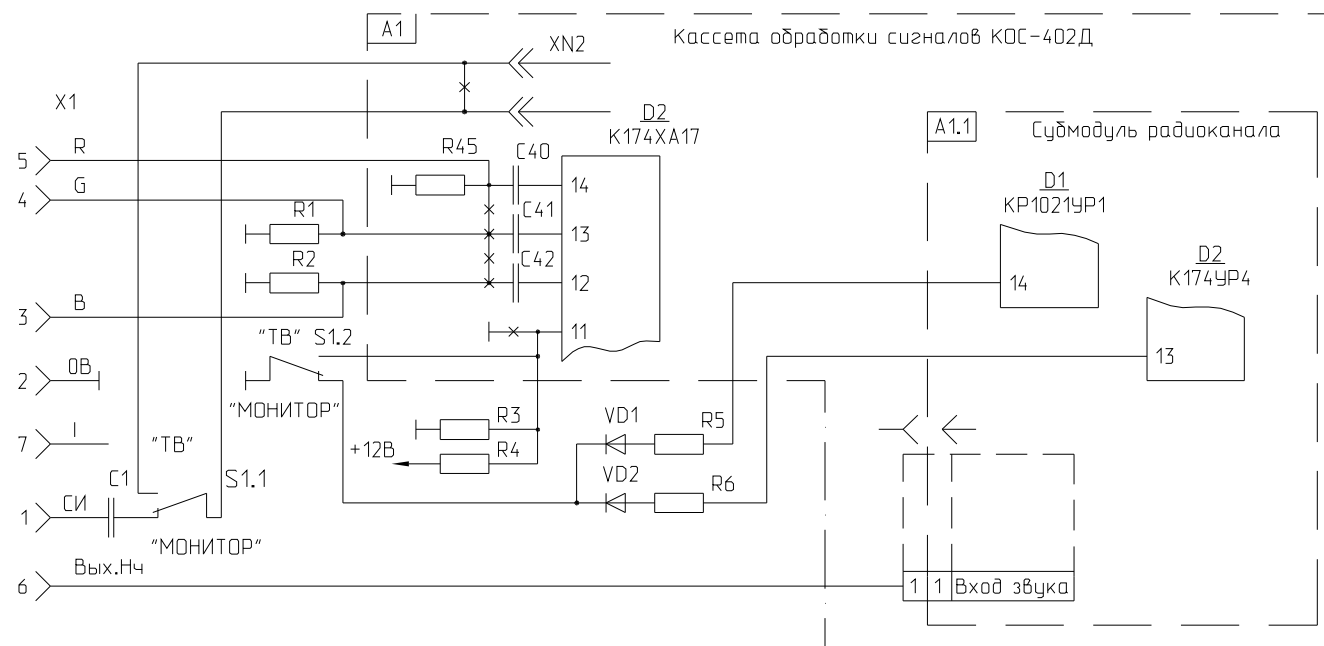 A1
XN2
Кассета обработки сигналов КОС-402Д
X1
D2
К174ХА17
A1.1
Субмодуль радиоканала
5
R
R45
C40
14
4
G
R1
C41
13
D1
КР1021УР1
R2
C42
12
14
D2
К174УР4
3
B
"ТВ"
S1.2
11
13
2
0В
"МОНИТОР"
R3
VD1
R5
7
I
"ТВ"
+12В
R4
VD2
R6
C1
S1.1
1
СИ
"МОНИТОР"
Вых.Нч
6
1
1
Вход звука